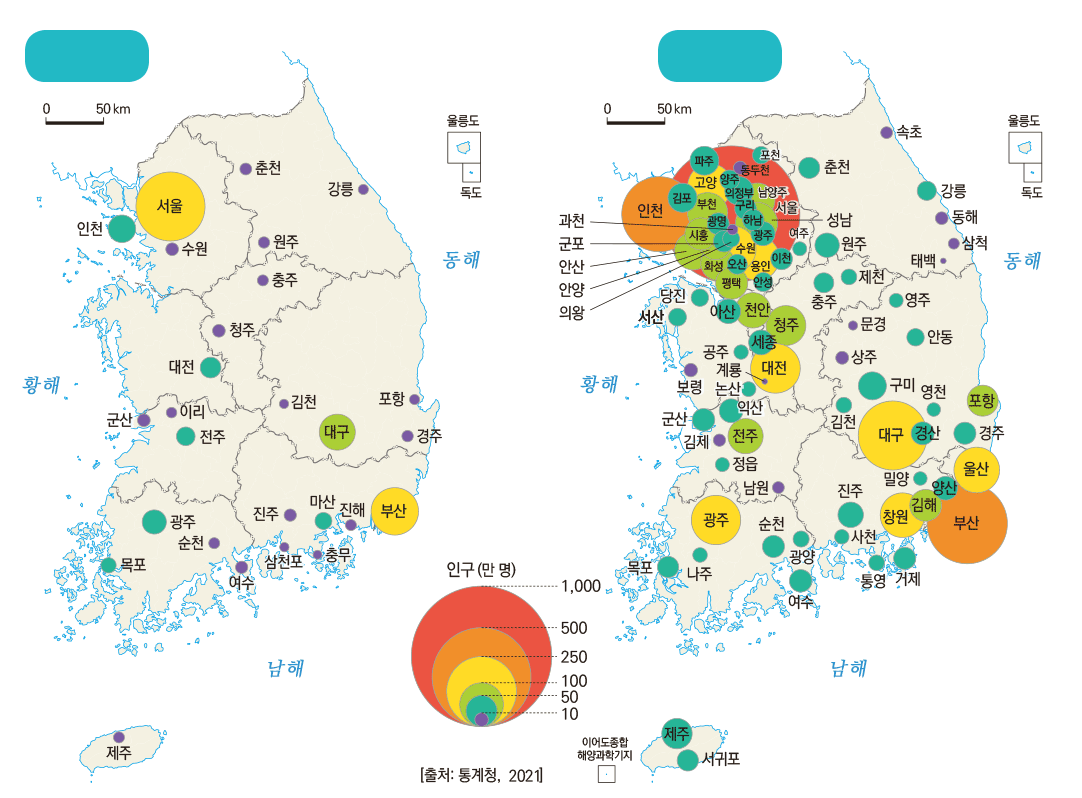 0 50 km
울릉도
독도
춘천
강릉
서울
인천
수원
원주
동해
충주
청주
대전
황해
김천
포항
군산
이리
전주
대구
경주
마산
진해
부산
진주
광주
순천
삼천포
충무
목포
여수
남해
제주
인구 (만 명)
1,000
500
250
100
50
10
[출처: 통계청, 2021]
0 50 km
울릉도
독도
속초
포천
파주
동두천
춘천
고양
양주
의정부
남양주
강릉
김포
부천
구리
서울
인천
동해
과천
광명
하남
성남
군포
시흥
광주
여주
원주
삼척
안산
수원
이천
태백
동해
화성
오산
용인
안양
평택
안성
제천
의왕
당진
충주
영주
서산
아산
천안
청주
문경
안동
세종
공주
상주
황해
계룡
대전
보령
논산
구미
영천
포항
군산
익산
김천
대구
경산
경주
김제
전주
정읍
울산
밀양
양산
남원
진주
김해
광주
순천
창원
부산
사천
광양
목포
나주
통영
거제
여수
남해
제주
이어도종합
해양과학기지
서귀포